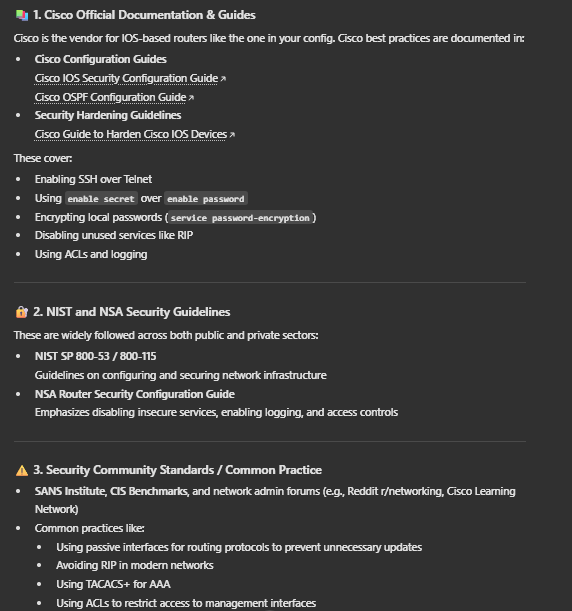 1. Cisco Official Documentation & Guides
Cisco is the vendor for IOS-based routers like the one in your config. Cisco best practices are documented in:
• Cisco Configuration Guides
Cisco IOS Security Configuration Guide ↗
Cisco OSPF Configuration Guide ↗
• Security Hardening Guidelines
Cisco Guide to Harden Cisco IOS Devices ↗
These cover:
• Enabling SSH over Telnet
• Using enable secret over enable password
• Encrypting local passwords ( service password-encryption )
• Disabling unused services like RIP
• Using ACLs and logging
2. NIST and NSA Security Guidelines
These are widely followed across both public and private sectors:
• NIST SP 800-53 / 800-115
Guidelines on configuring and securing network infrastructure
• NSA Router Security Configuration Guide
Emphasizes disabling insecure services, enabling logging, and access controls
3. Security Community Standards / Common Practice
• SANS Institute, CIS Benchmarks, and network admin forums (e.g., Reddit r/networking, Cisco Learning
Network)
• Common practices like:
• Using passive interfaces for routing protocols to prevent unnecessary updates
• Avoiding RIP in modern networks
• Using TACACS+ for AAA
• Using ACLs to restrict access to management interfaces